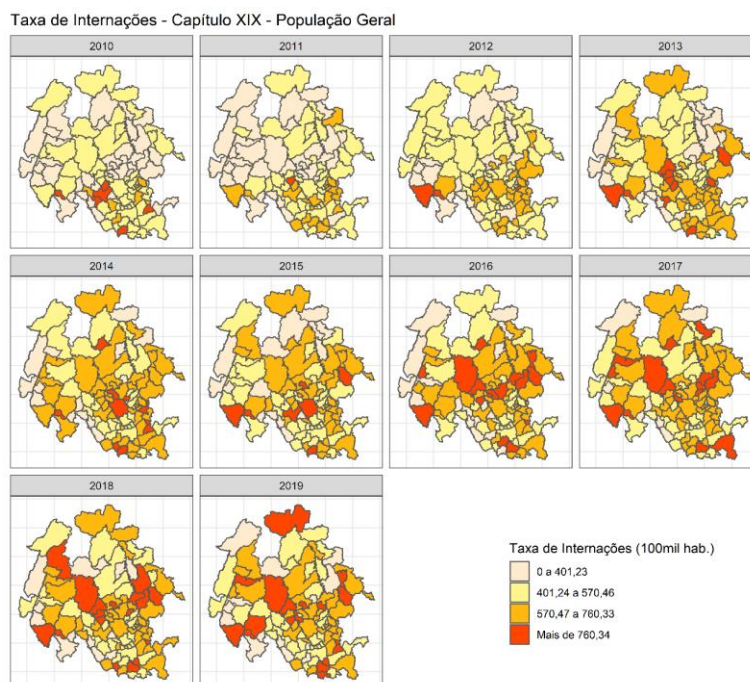 Taxa de Internações - Capítulo XIX - População Geral
2010
2011
2012
2013
2014
2015
2016
2017
2018
2019
Taxa de Internações (100mil hab.)
0 a 401,23
401,24 a 570,46
570,47 a 760,33
Mais de 760,34